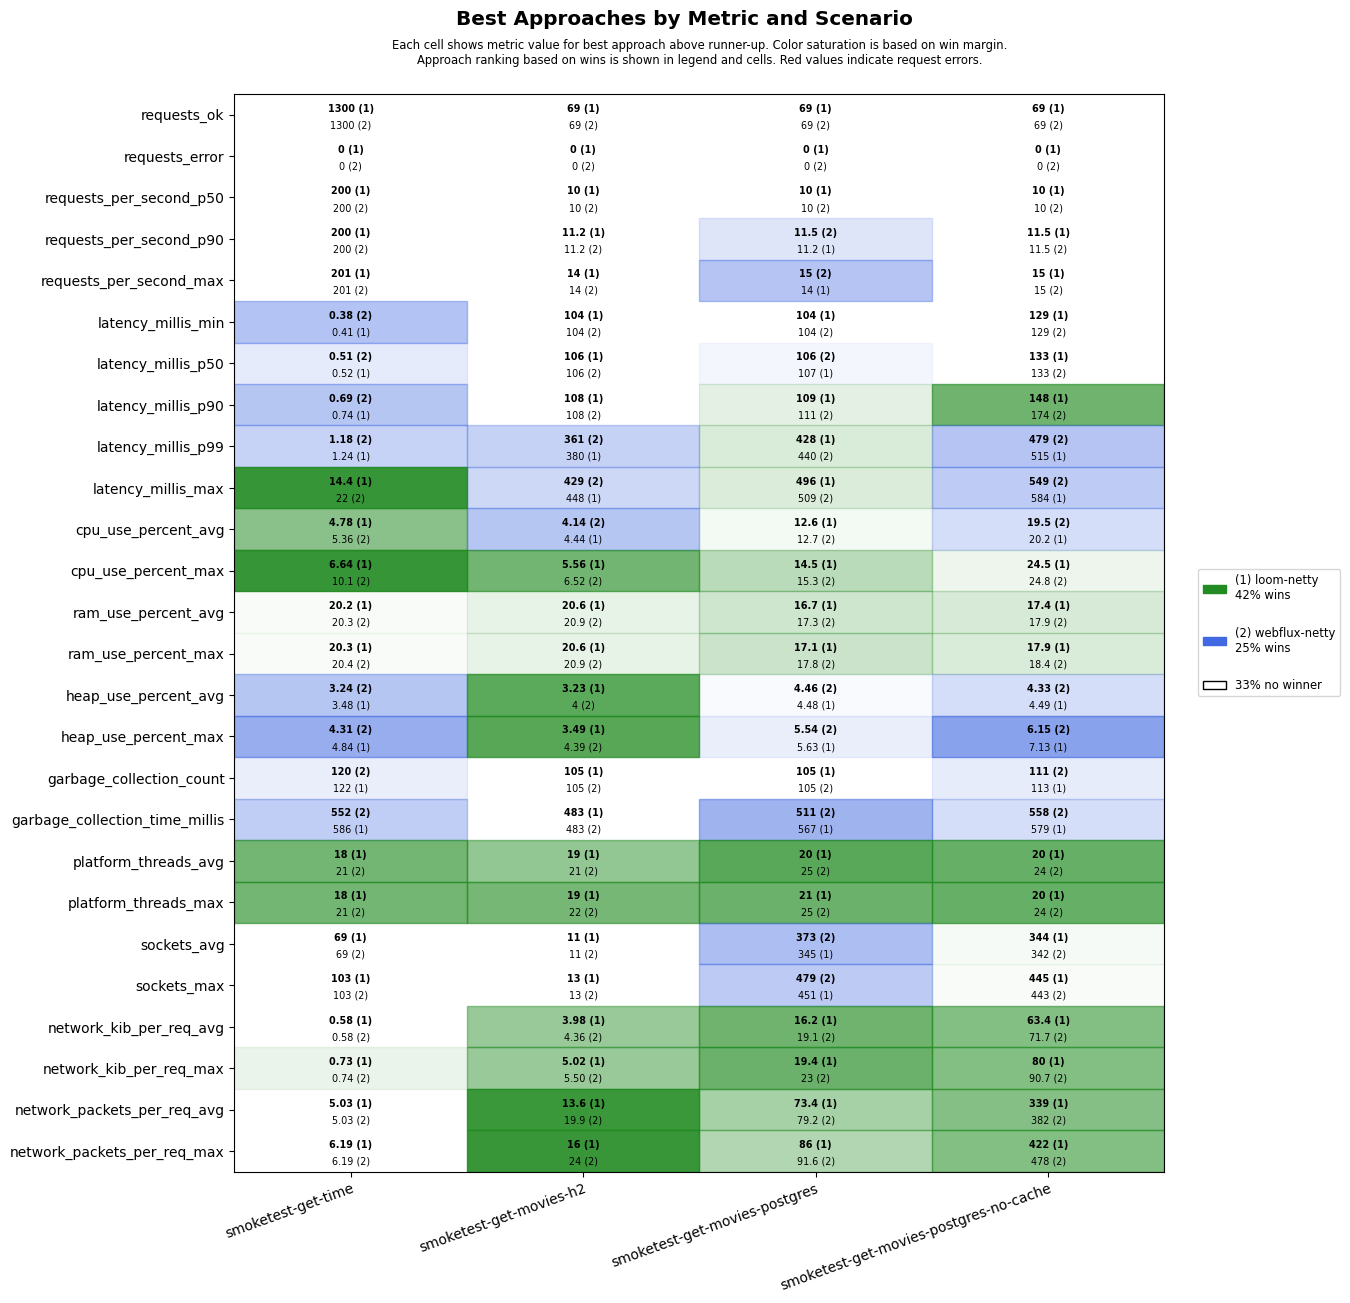 Best Approaches by Metric and Scenario
Each cell shows metric value for best approach above runner-up. Color saturation is based on win margin.
Approach ranking based on wins is shown in legend and cells. Red values indicate request errors.
requests_ok
1300 (1) 69 (1) 69 (1) 69 (1)
1300 (2) 69 (2) 69 (2) 69 (2)
requests_error
0 (1) 0 (1) 0 (1) 0 (1)
0 (2) 0 (2) 0 (2) 0 (2)
requests_per_second_p50
200 (1) 10 (1) 10 (1) 10 (1)
200 (2) 10 (2) 10 (2) 10 (2)
requests_per_second_p90
200 (1) 11.2 (1) 11.5 (2) 11.5 (1)
200 (2) 11.2 (2) 11.2 (1) 11.5 (2)
requests_per_second_max
201 (1) 14 (1) 15 (2) 15 (1)
201 (2) 14 (2) 14 (1) 15 (2)
latency_millis_min
0.38 (2) 104 (1) 104 (1) 129 (1)
0.41 (1) 104 (2) 104 (2) 129 (2)
latency_millis_p50
0.51 (2) 106 (1) 106 (2) 133 (1)
0.52 (1) 106 (2) 107 (1) 133 (2)
latency_millis_p90
0.69 (2) 108 (1) 109 (1) 148 (1)
0.74 (1) 108 (2) 111 (2) 174 (2)
latency_millis_p99
1.18 (2) 361 (2) 428 (1) 479 (2)
1.24 (1) 380 (1) 440 (2) 515 (1)
latency_millis_max
14.4 (1) 429 (2) 496 (1) 549 (2)
22 (2) 448 (1) 509 (2) 584 (1)
cpu_use_percent_avg
4.78 (1) 4.14 (2) 12.6 (1) 19.5 (2)
5.36 (2) 4.44 (1) 12.7 (2) 20.2 (1)
cpu_use_percent_max
6.64 (1) 5.56 (1) 14.5 (1) 24.5 (1)
10.1 (2) 6.52 (2) 15.3 (2) 24.8 (2)
ram_use_percent_avg
20.2 (1) 20.6 (1) 16.7 (1) 17.4 (1)
20.3 (2) 20.9 (2) 17.3 (2) 17.9 (2)
ram_use_percent_max
20.3 (1) 20.6 (1) 17.1 (1) 17.9 (1)
20.4 (2) 20.9 (2) 17.8 (2) 18.4 (2)
heap_use_percent_avg
3.24 (2) 3.23 (1) 4.46 (2) 4.33 (2)
3.48 (1) 4 (2) 4.48 (1) 4.49 (1)
heap_use_percent_max
4.31 (2) 3.49 (1) 5.54 (2) 6.15 (2)
4.84 (1) 4.39 (2) 5.63 (1) 7.13 (1)
garbage_collection_count
120 (2) 105 (1) 105 (1) 111 (2)
122 (1) 105 (2) 105 (2) 113 (1)
garbage_collection_time_millis
552 (2) 483 (1) 511 (2) 558 (2)
586 (1) 483 (2) 567 (1) 579 (1)
platform_threads_avg
18 (1) 19 (1) 20 (1) 20 (1)
21 (2) 21 (2) 25 (2) 24 (2)
platform_threads_max
18 (1) 19 (1) 21 (1) 20 (1)
21 (2) 22 (2) 25 (2) 24 (2)
sockets_avg
69 (1) 11 (1) 373 (2) 344 (1)
69 (2) 11 (2) 345 (1) 342 (2)
sockets_max
103 (1) 13 (1) 479 (2) 445 (1)
103 (2) 13 (2) 451 (1) 443 (2)
network_kib_per_req_avg
0.58 (1) 3.98 (1) 16.2 (1) 63.4 (1)
0.58 (2) 4.36 (2) 19.1 (2) 71.7 (2)
network_kib_per_req_max
0.73 (1) 5.02 (1) 19.4 (1) 80 (1)
0.74 (2) 5.50 (2) 23 (2) 90.7 (2)
network_packets_per_req_avg
5.03 (1) 13.6 (1) 73.4 (1) 339 (1)
5.03 (2) 19.9 (2) 79.2 (2) 382 (2)
network_packets_per_req_max
6.19 (1) 16 (1) 86 (1) 422 (1)
6.19 (2) 24 (2) 91.6 (2) 478 (2)
smoketest-get-time
smoketest-get-movies-h2
smoketest-get-movies-postgres
smoketest-get-movies-postgres-no-cache
(1) loom-netty
42% wins
(2) webflux-netty
25% wins
33% no winner